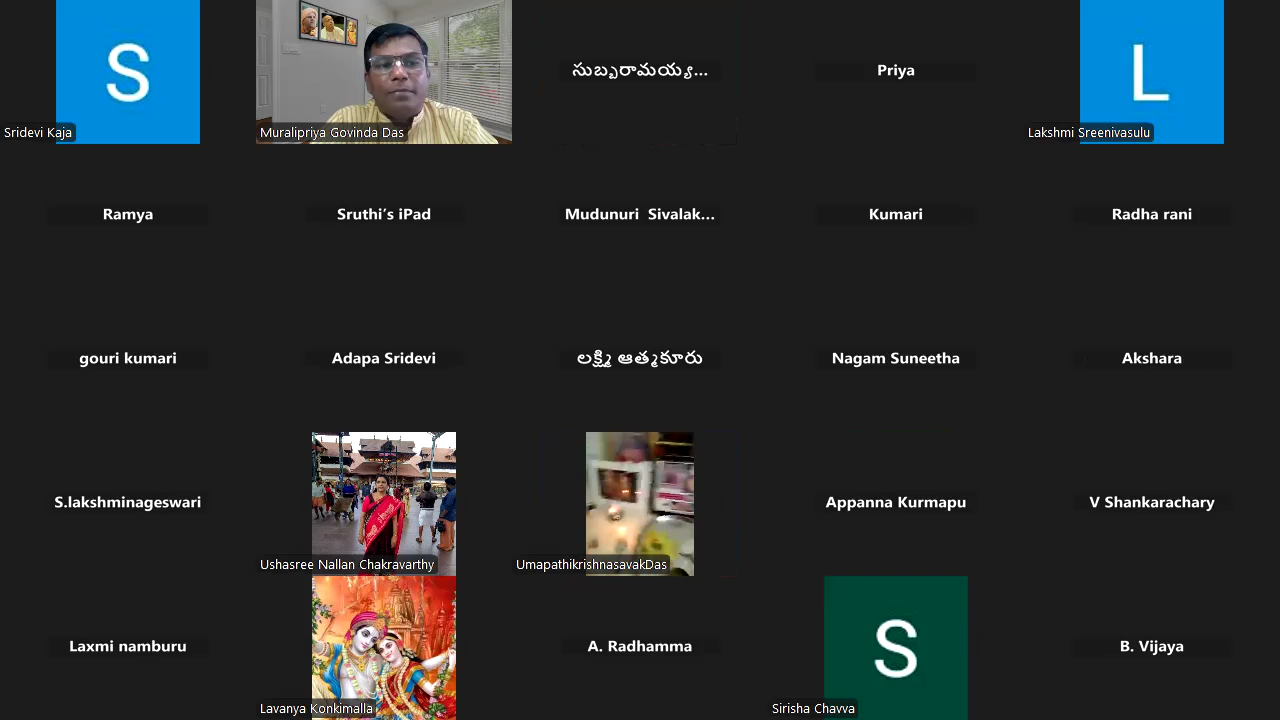 S
Sridevi Kaja
Muralipriya Govinda Das
సుబ్బరామయ్య...
Priya
L
Lakshmi Sreenivasulu
Ramya
Sruthi's iPad
Mudunuri Sivalak...
Kumari
Radha rani
gouri kumari
Adapa Sridevi
లక్ష్మి ఆత్మకూరు
Nagam Suneetha
Akshara
S.lakshminageswari
Ushasree Nallan Chakravarthy
UmapathikrishnasavakDas
Appanna Kurmapu
V Shankarachary
Laxmi namburu
Lavanya Konkimalla
A. Radhamma
S
Sirisha Chavva
B. Vijaya